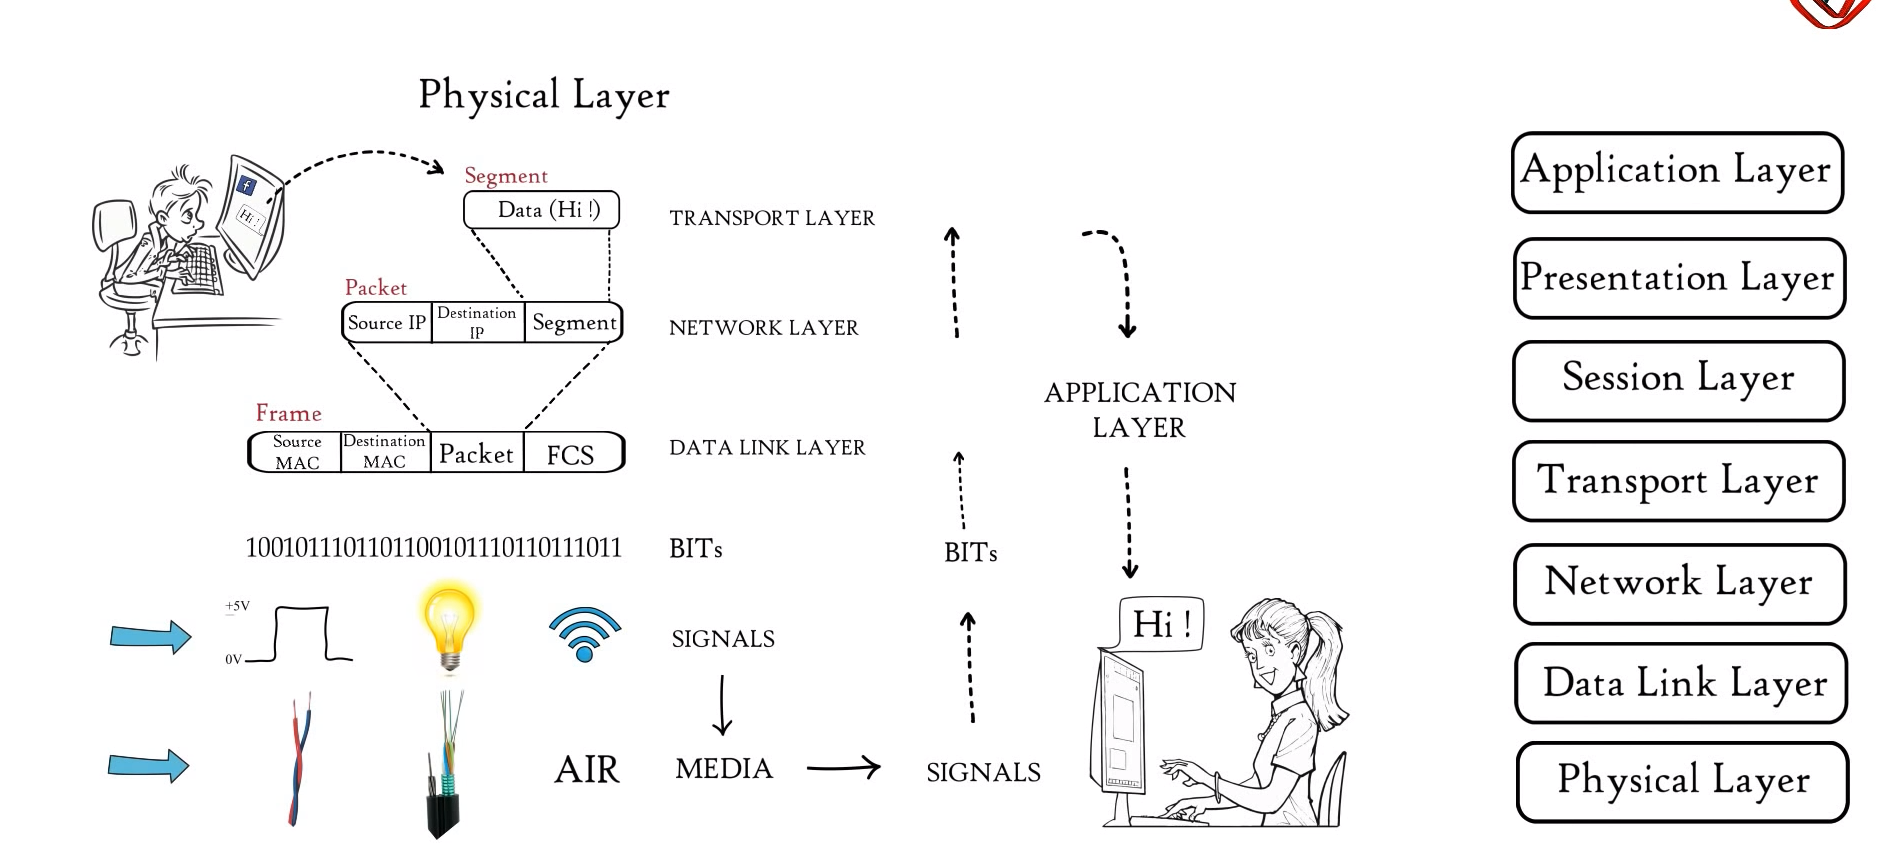 Physical Layer
f
Hi !
Segment
Data (Hi !)
TRANSPORT LAYER
Packet
Source IP
Destination
IP
Segment
NETWORK LAYER
Frame
Source
MAC
Destination
MAC
Packet
FCS
DATA LINK LAYER
1001011101101100101110110111011
BITs
+5V
0V
SIGNALS
AIR
MEDIA
SIGNALS
BITs
APPLICATION
LAYER
Hi !
Application Layer
Presentation Layer
Session Layer
Transport Layer
Network Layer
Data Link Layer
Physical Layer